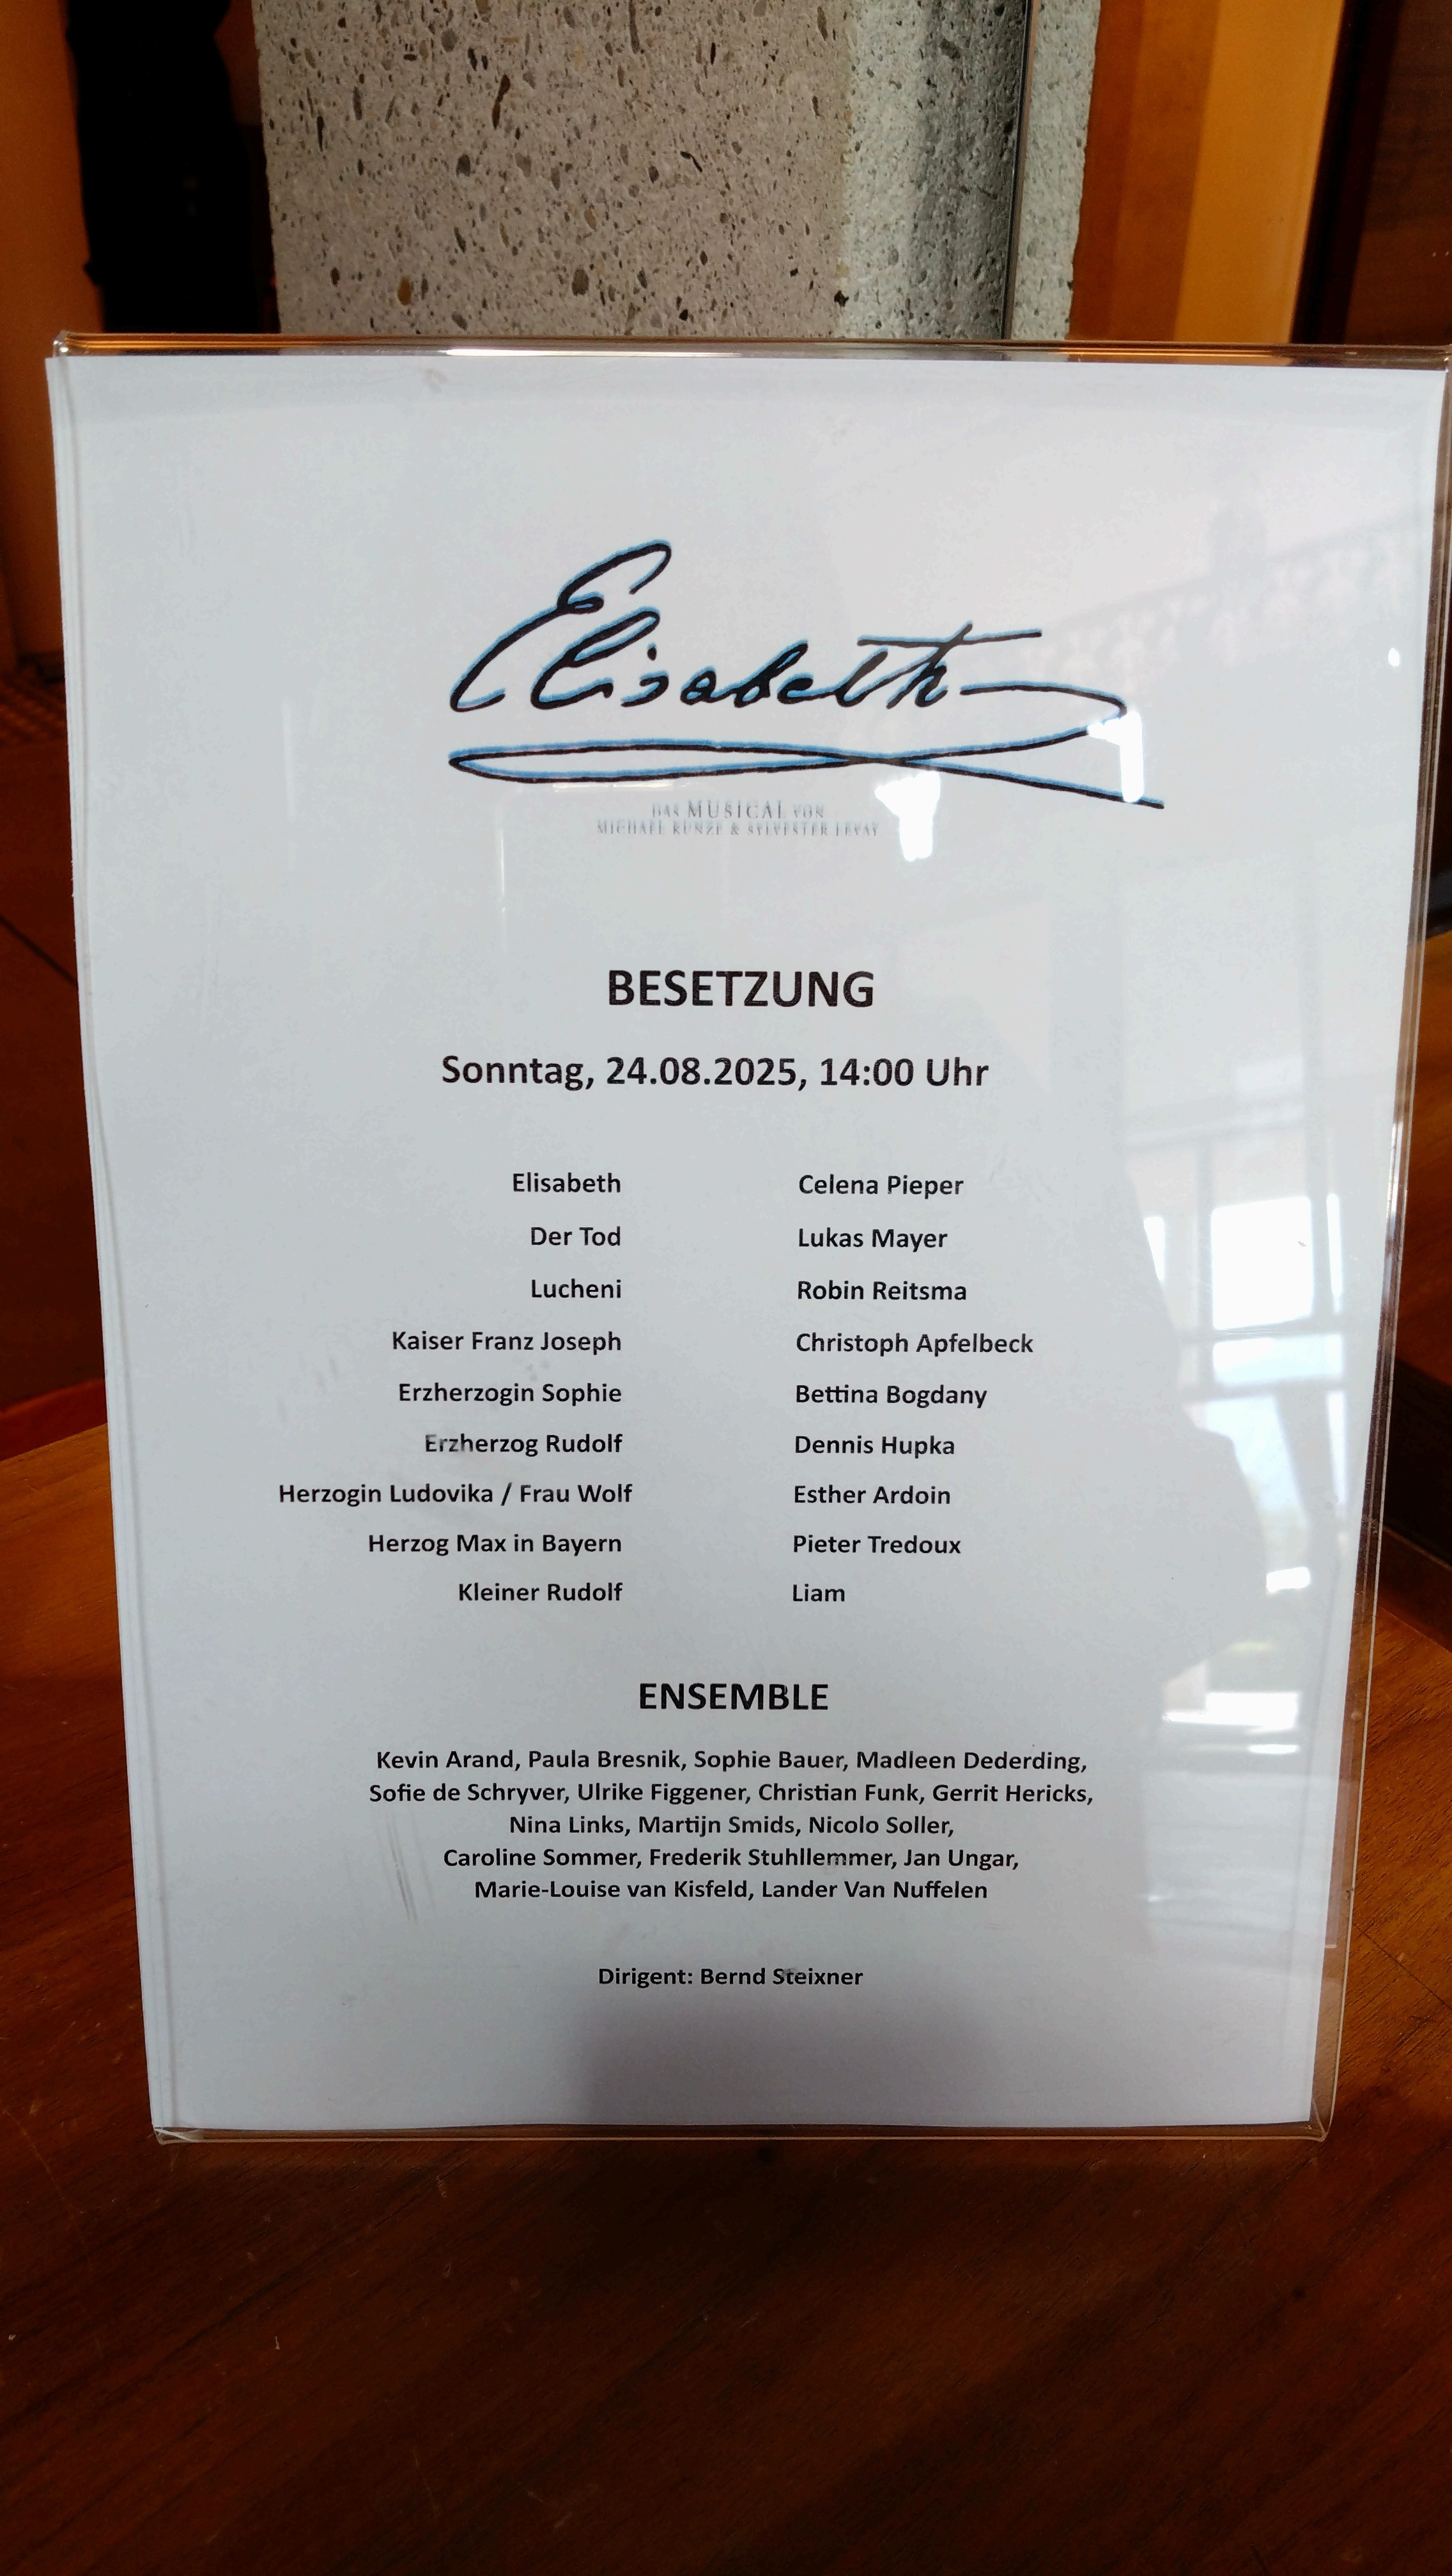 Elisabeth
DAS MUSICAL VON
MICHAEL KUNZE & SYLVESTER LEVAY
BESETZUNG
Sonntag, 24.08.2025, 14:00 Uhr
Elisabeth Celena Pieper
Der Tod Lukas Mayer
Lucheni Robin Reitsma
Kaiser Franz Joseph Christoph Apfelbeck
Erzherzogin Sophie Bettina Bogdany
Erzherzog Rudolf Dennis Hupka
Herzogin Ludovika / Frau Wolf Esther Ardoin
Herzog Max in Bayern Pieter Tredoux
Kleiner Rudolf Liam
ENSEMBLE
Kevin Arand, Paula Bresnik, Sophie Bauer, Madleen Dederding,
Sofie de Schryver, Ulrike Figgener, Christian Funk, Gerrit Hericks,
Nina Links, Martijn Smids, Nicolo Soller,
Caroline Sommer, Frederik Stuhllemmer, Jan Ungar,
Marie-Louise van Kisfeld, Lander Van Nuffelen
Dirigent: Bernd Steixner